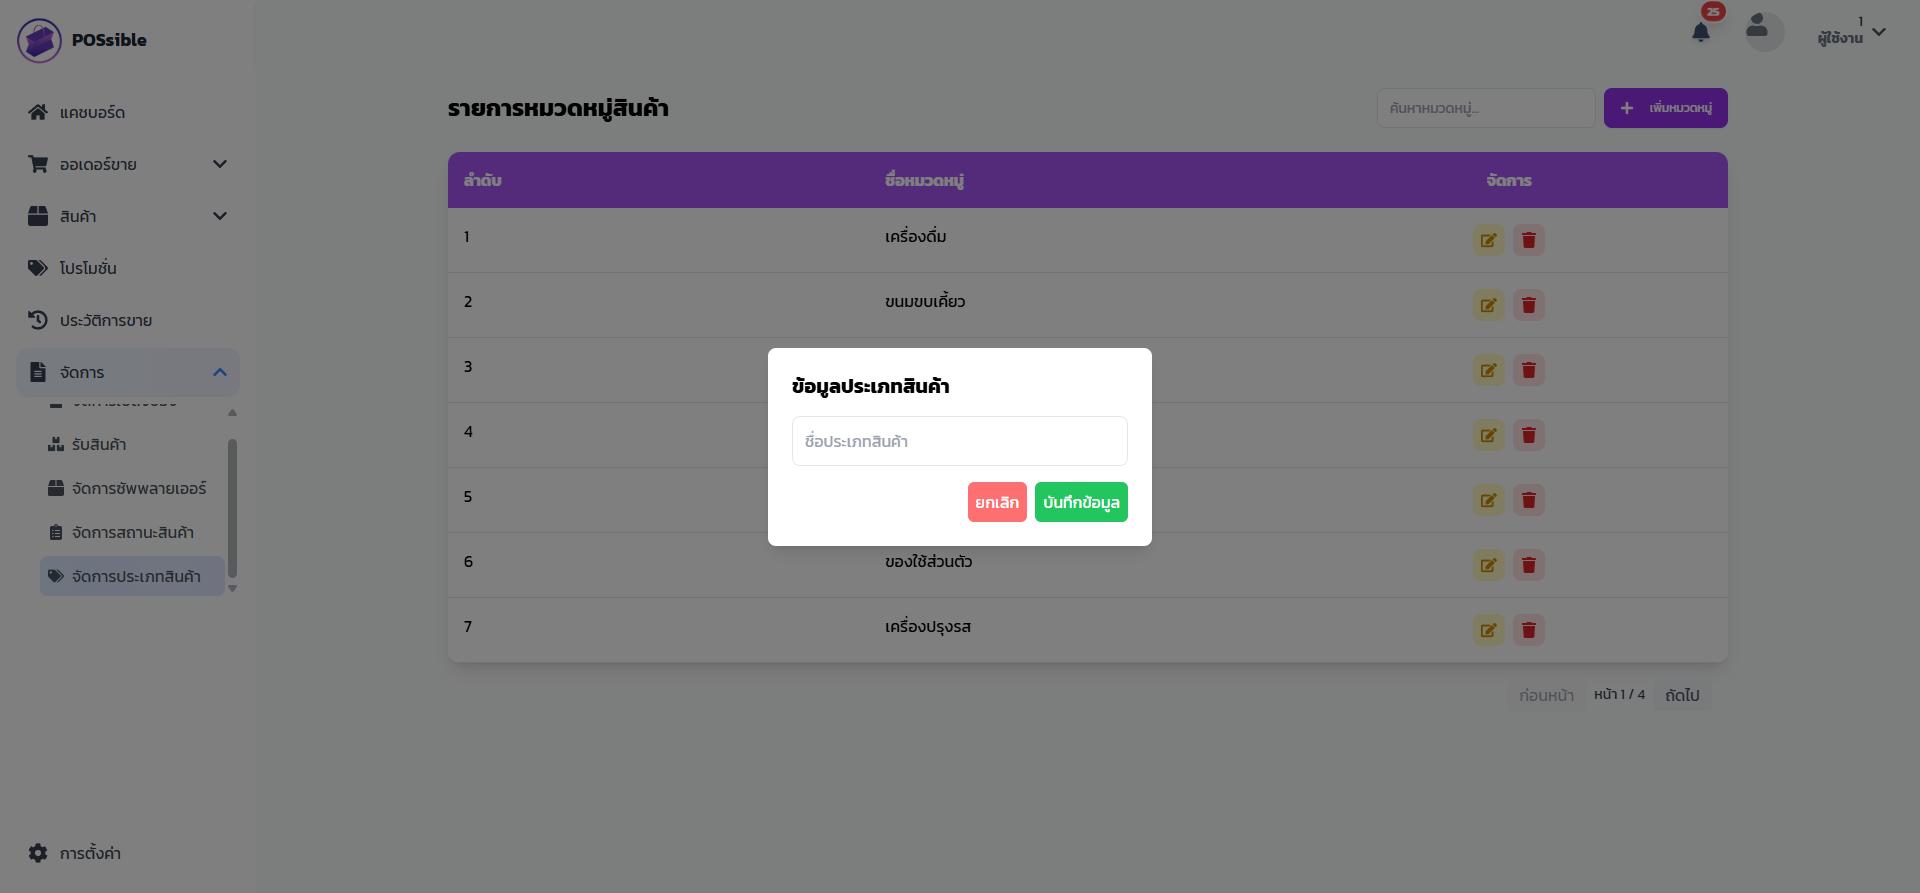 POSsible
25
1
ผู้ใช้งาน
แคชบอร์ด
ออเดอร์ขาย
สินค้า
โปรโมชั่น
ประวัติการขาย
จัดการ
รับสินค้า
จัดการซัพพลายเออร์
จัดการสถานะสินค้า
จัดการประเภทสินค้า
การตั้งค่า
รายการหมวดหมู่สินค้า
ค้นหาหมวดหมู่...
เพิ่มหมวดหมู่
ลำดับ ชื่อหมวดหมู่ จัดการ
1 เครื่องดื่ม
2 ขนมขบเคี้ยว
3
4
5
6 ของใช้ส่วนตัว
7 เครื่องปรุงรส
ข้อมูลประเภทสินค้า
ชื่อประเภทสินค้า
ยกเลิก บันทึกข้อมูล
ก่อนหน้า หน้า 1 / 4 ถัดไป